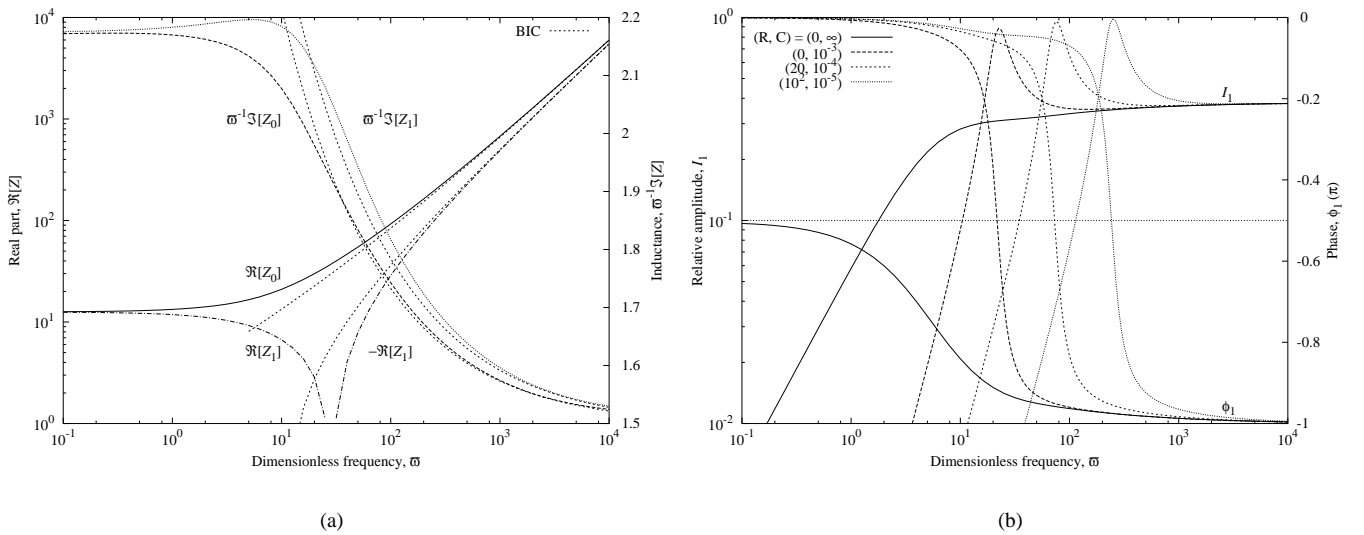 10^4
10^3
10^2
10^1
10^0
Real part, ℜ[Z]
2.2
2.1
2
1.9
1.8
1.7
1.6
1.5
Inductance, ϖ^-1ℑ[Z]
BIC
ϖ^-1ℑ[Z_0]
ϖ^-1ℑ[Z_1]
ℜ[Z_0]
ℜ[Z_1]
−ℜ[Z_1]
10^-1 10^0 10^1 10^2 10^3 10^4
Dimensionless frequency, ϖ
(a)
10^0
10^-1
10^-2
Relative amplitude, I_1
0
-0.2
-0.4
-0.6
-0.8
-1
Phase, ϕ_1 (π)
(R, C) = (0, ∞)
(0, 10^-3)
(20, 10^-4)
(10^2, 10^-5)
I_1
ϕ_1
10^-1 10^0 10^1 10^2 10^3 10^4
Dimensionless frequency, ϖ
(b)